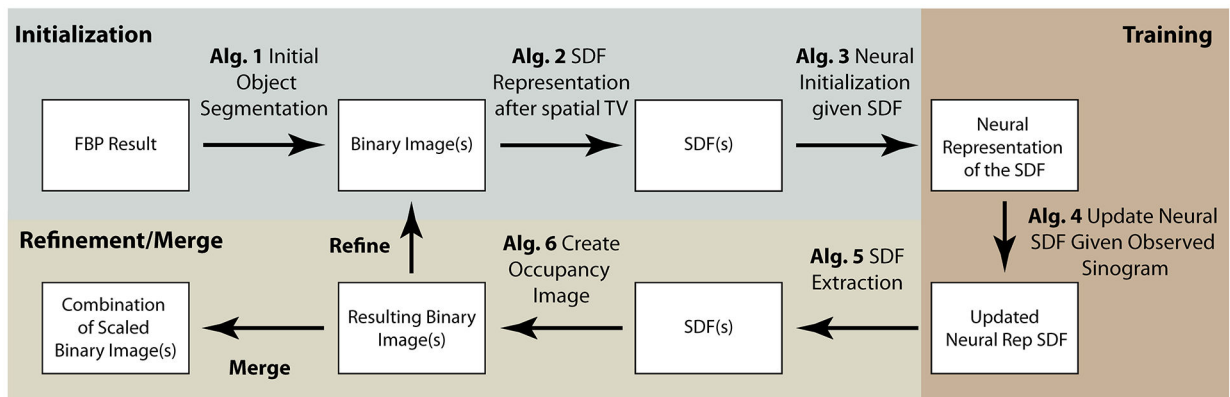 Initialization
Training
Alg. 1 Initial
Object
Segmentation
Alg. 2 SDF
Representation
after spatial TV
Alg. 3 Neural
Initialization
given SDF
FBP Result
Binary Image(s)
SDF(s)
Neural
Representation
of the SDF
Alg. 4 Update Neural
SDF Given Observed
Sinogram
Refinement/Merge
Refine
Alg. 6 Create
Occupancy
Image
Alg. 5 SDF
Extraction
Combination
of Scaled
Binary Image(s)
Merge
Resulting Binary
Image(s)
SDF(s)
Updated
Neural Rep SDF